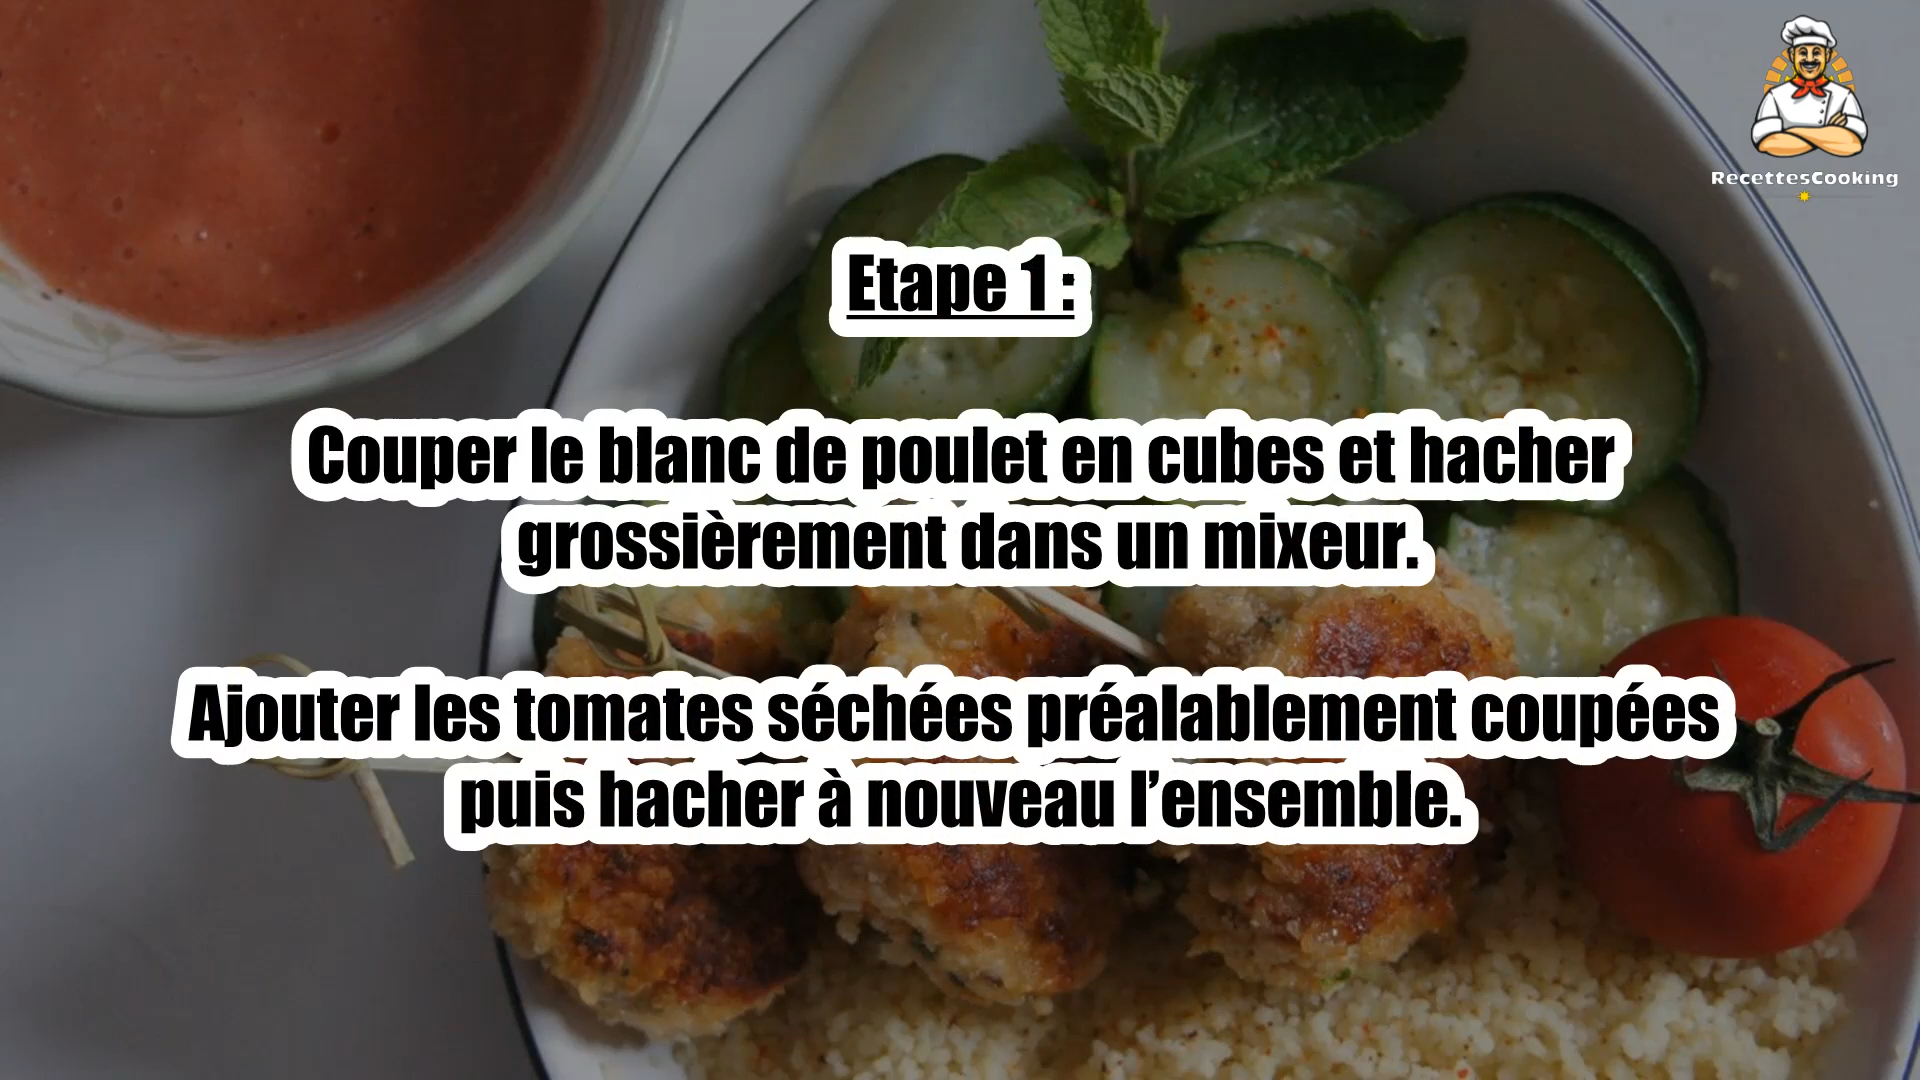 RecettesCooking
Etape 1 :
Couper le blanc de poulet en cubes et hacher
grossièrement dans un mixeur.
Ajouter les tomates séchées préalablement coupées
puis hacher à nouveau l’ensemble.